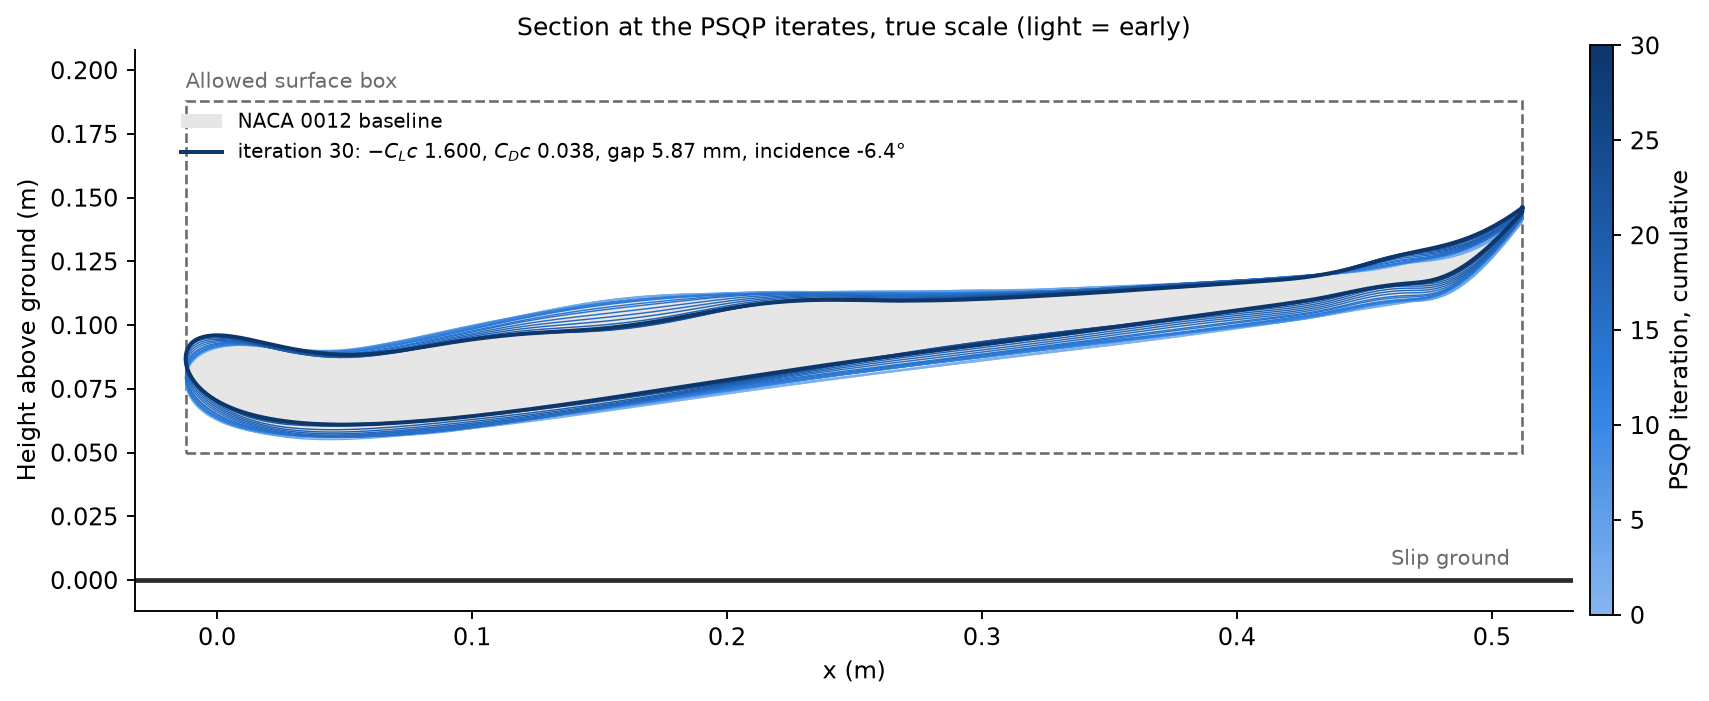 Section at the PSQP iterates, true scale (light = early)
Allowed surface box
NACA 0012 baseline
iteration 30: −C_Lc 1.600, C_Dc 0.038, gap 5.87 mm, incidence -6.4°
Slip ground
Height above ground (m)
0.200
0.175
0.150
0.125
0.100
0.075
0.050
0.025
0.000
0.0 0.1 0.2 0.3 0.4 0.5
x (m)
30
25
20
15
10
5
0
PSQP iteration, cumulative